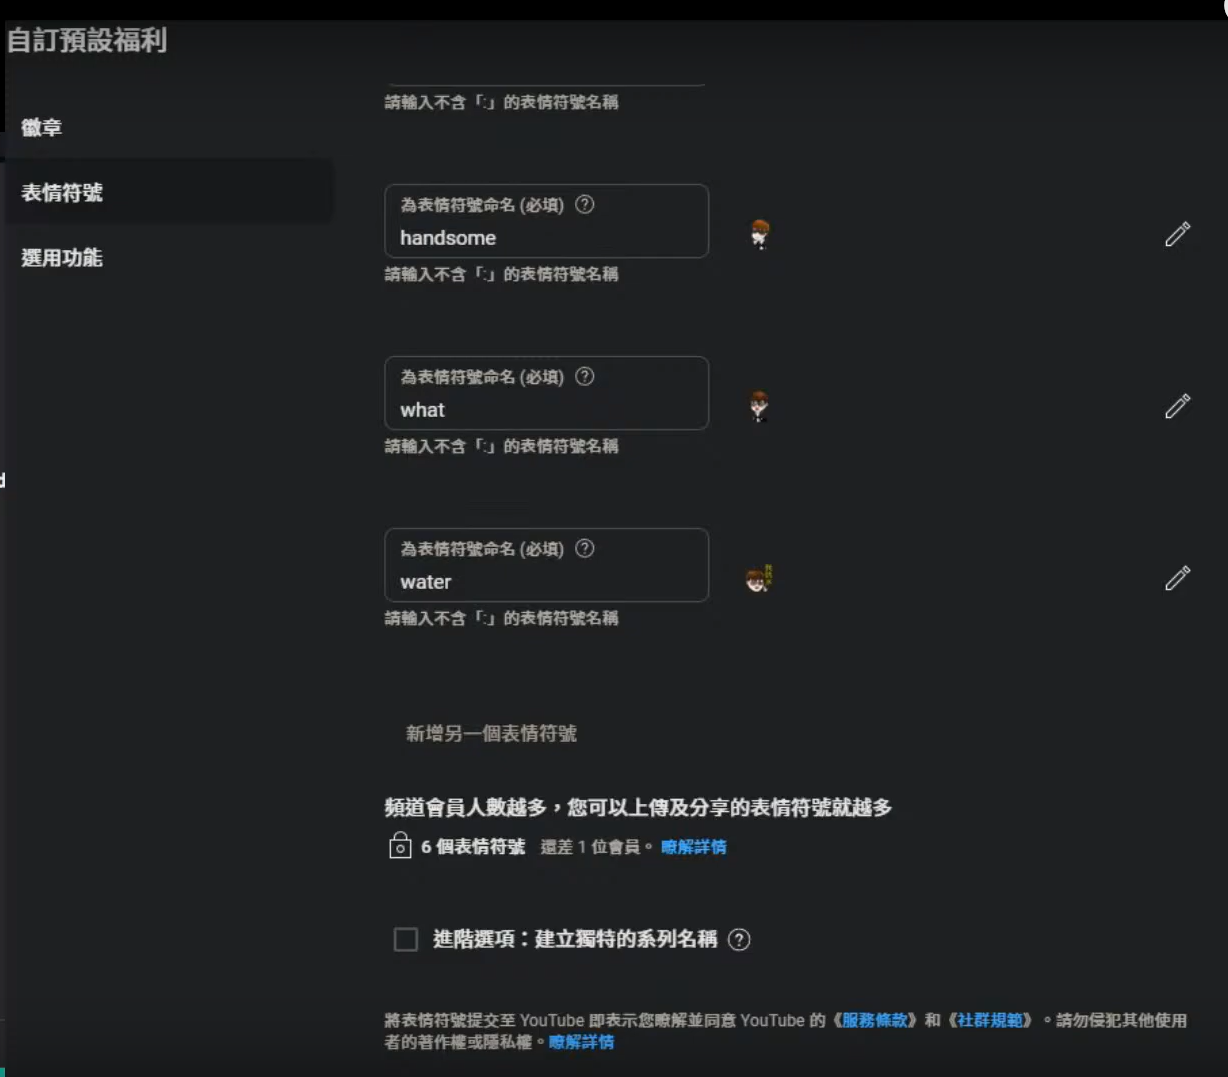 自訂預設福利
請輸入不含「:」的表情符號名稱
徽章
表情符號
選用功能
為表情符號命名 (必填)
handsome
請輸入不含「:」的表情符號名稱
為表情符號命名 (必填)
what
請輸入不含「:」的表情符號名稱
為表情符號命名 (必填)
water
請輸入不含「:」的表情符號名稱
新增另一個表情符號
頻道會員人數越多，您可以上傳及分享的表情符號就越多
6 個表情符號 還差 1 位會員。瞭解詳情
進階選項：建立獨特的系列名稱
將表情符號提交至 YouTube 即表示您瞭解並同意 YouTube 的《服務條款》和《社群規範》。請勿侵犯其他使用
者的著作權或隱私權。瞭解詳情